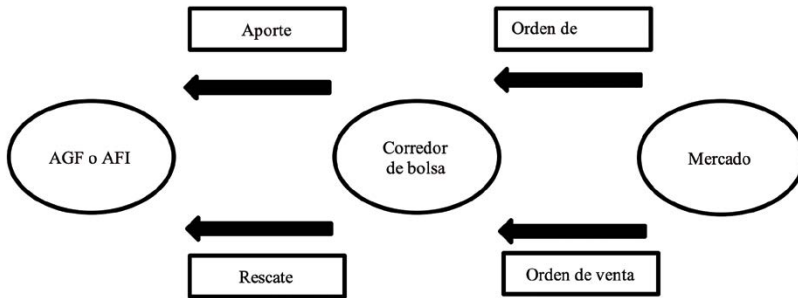 Aporte
Orden de
AGF o AFI
Corredor
de bolsa
Mercado
Rescate
Orden de venta